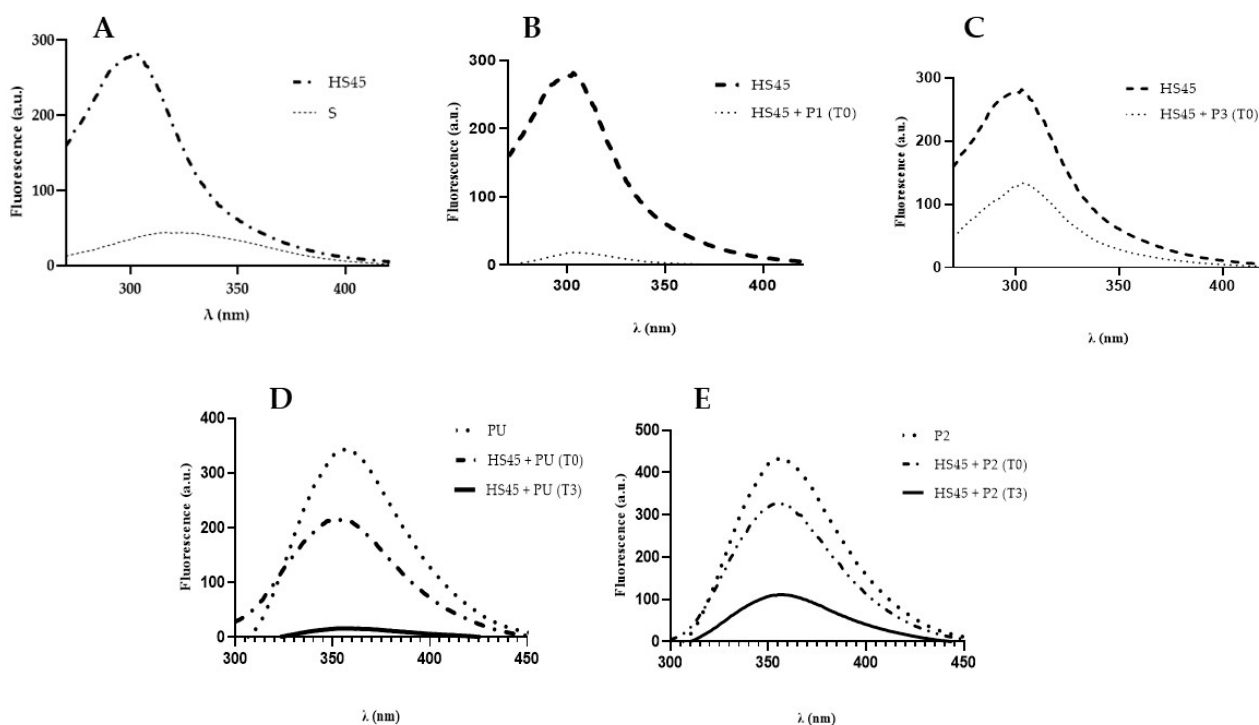 A
Fluorescence (a.u.)
300
200
100
0
300
350
400
λ (nm)
HS45
S
B
Fluorescence (a.u.)
300
200
100
0
300
350
400
λ (nm)
HS45
HS45 + P1 (T0)
C
Fluorescence (a.u.)
300
200
100
0
300
350
400
λ (nm)
HS45
HS45 + P3 (T0)
D
Fluorescence (a.u.)
400
300
200
100
0
300
350
400
450
λ (nm)
PU
HS45 + PU (T0)
HS45 + PU (T3)
E
Fluorescence (a.u.)
500
400
300
200
100
0
300
350
400
450
λ (nm)
P2
HS45 + P2 (T0)
HS45 + P2 (T3)